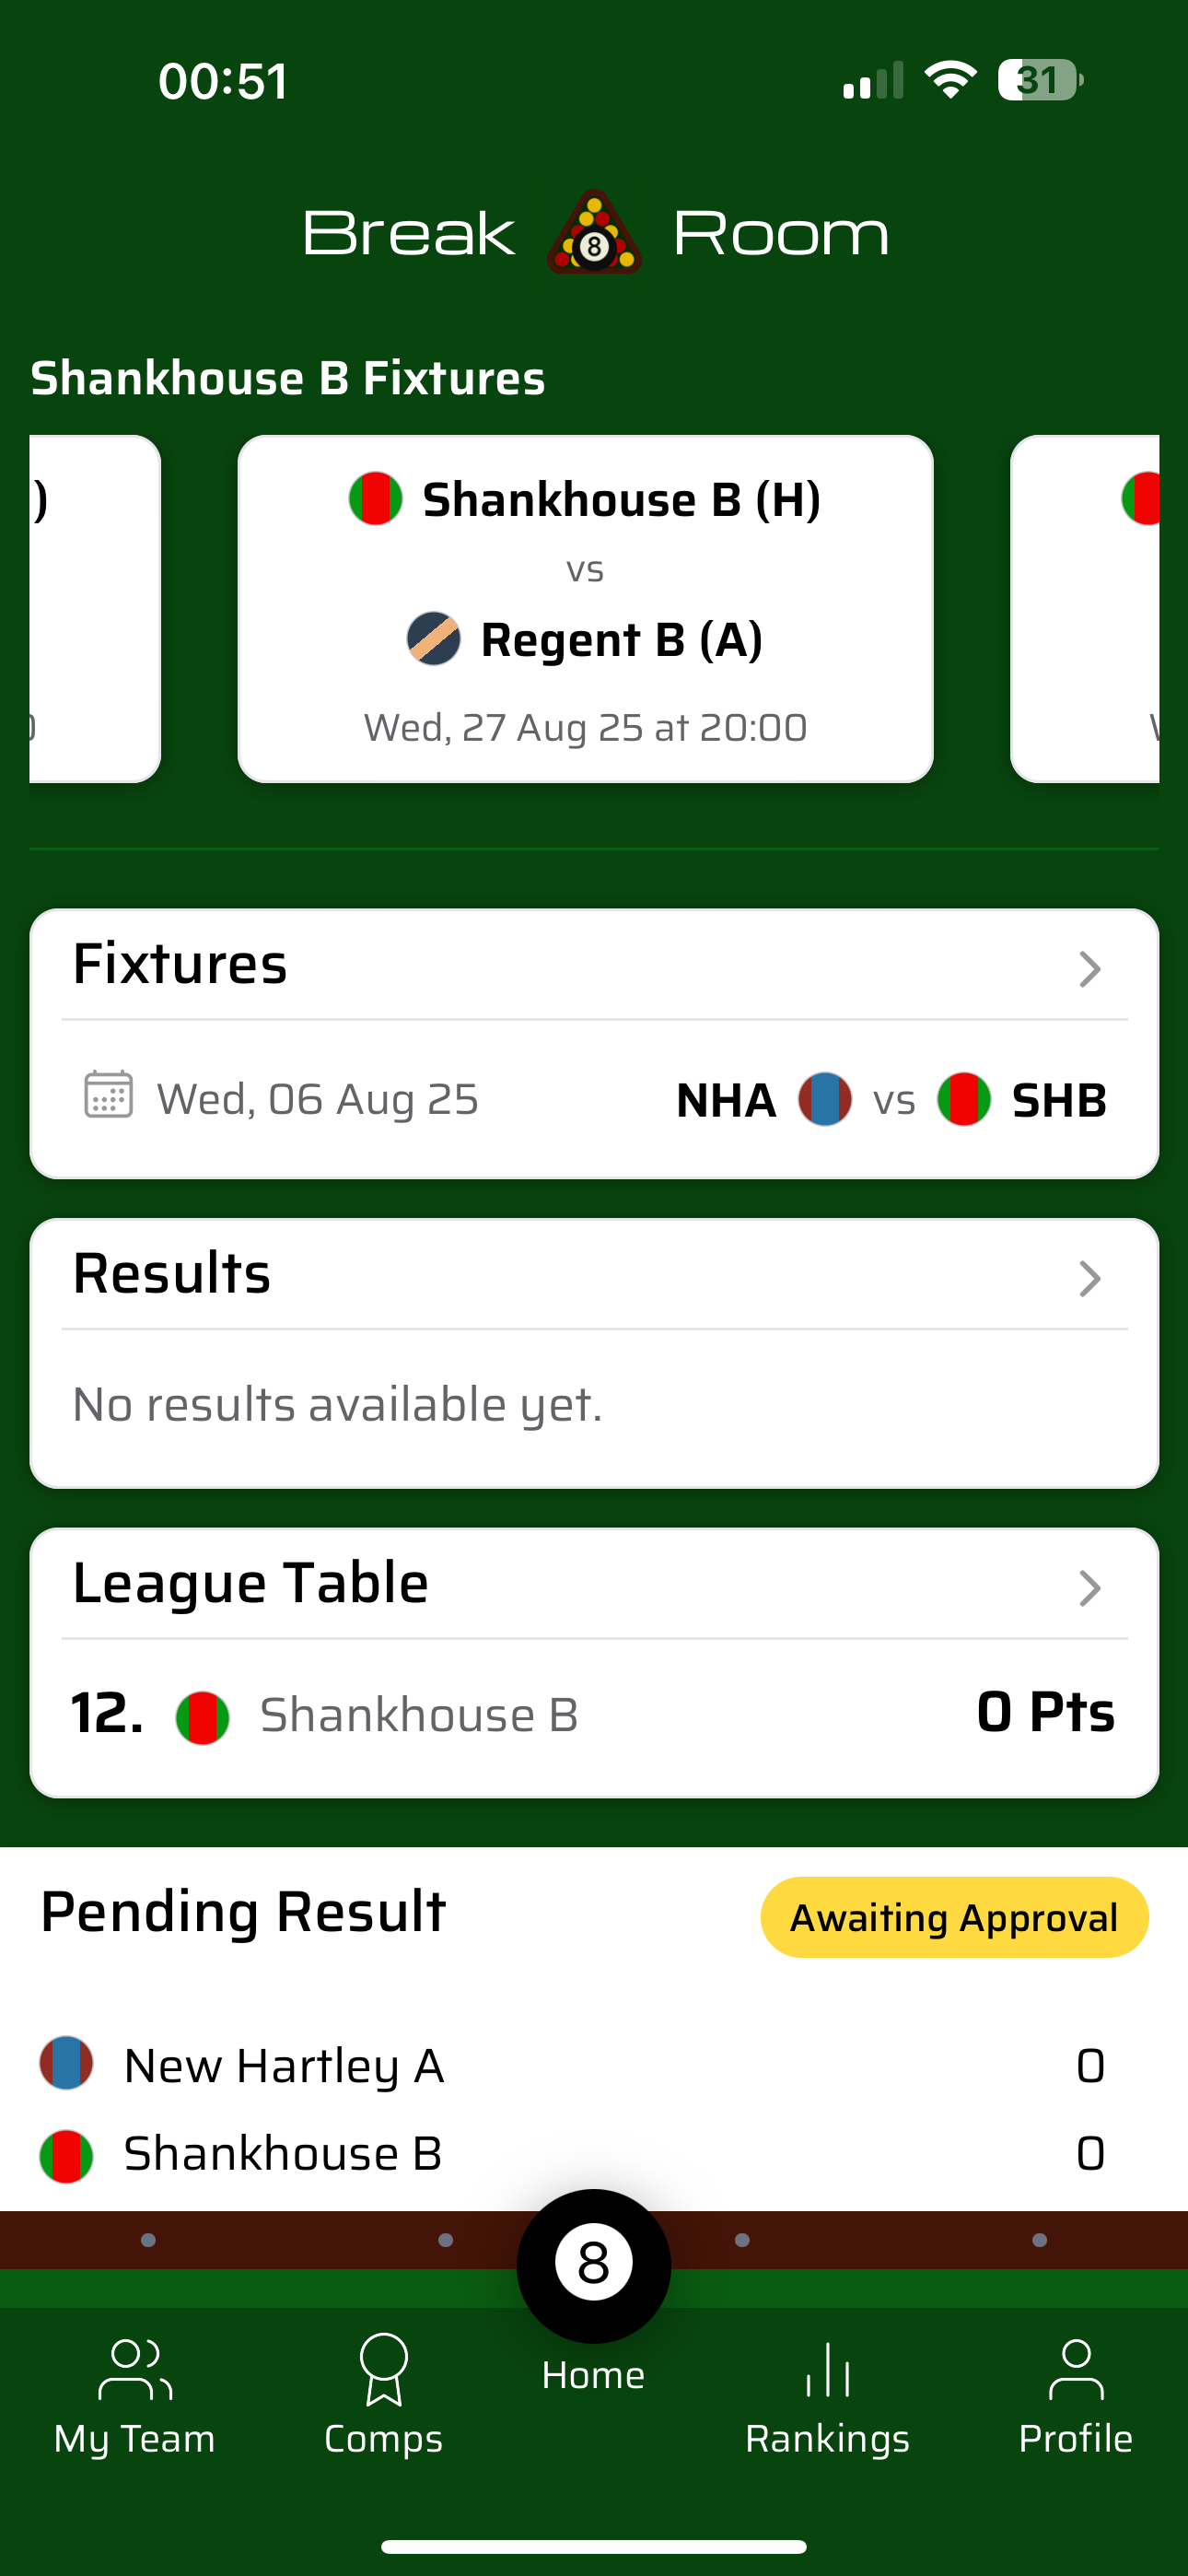 00:51
31
Break 8 Room
Shankhouse B Fixtures
)
Shankhouse B (H)
vs
Regent B (A)
Wed, 27 Aug 25 at 20:00
Fixtures
Wed, 06 Aug 25 NHA vs SHB
Results
No results available yet.
League Table
12. Shankhouse B 0 Pts
Pending Result Awaiting Approval
New Hartley A 0
Shankhouse B 0
8
My Team Comps Home Rankings Profile